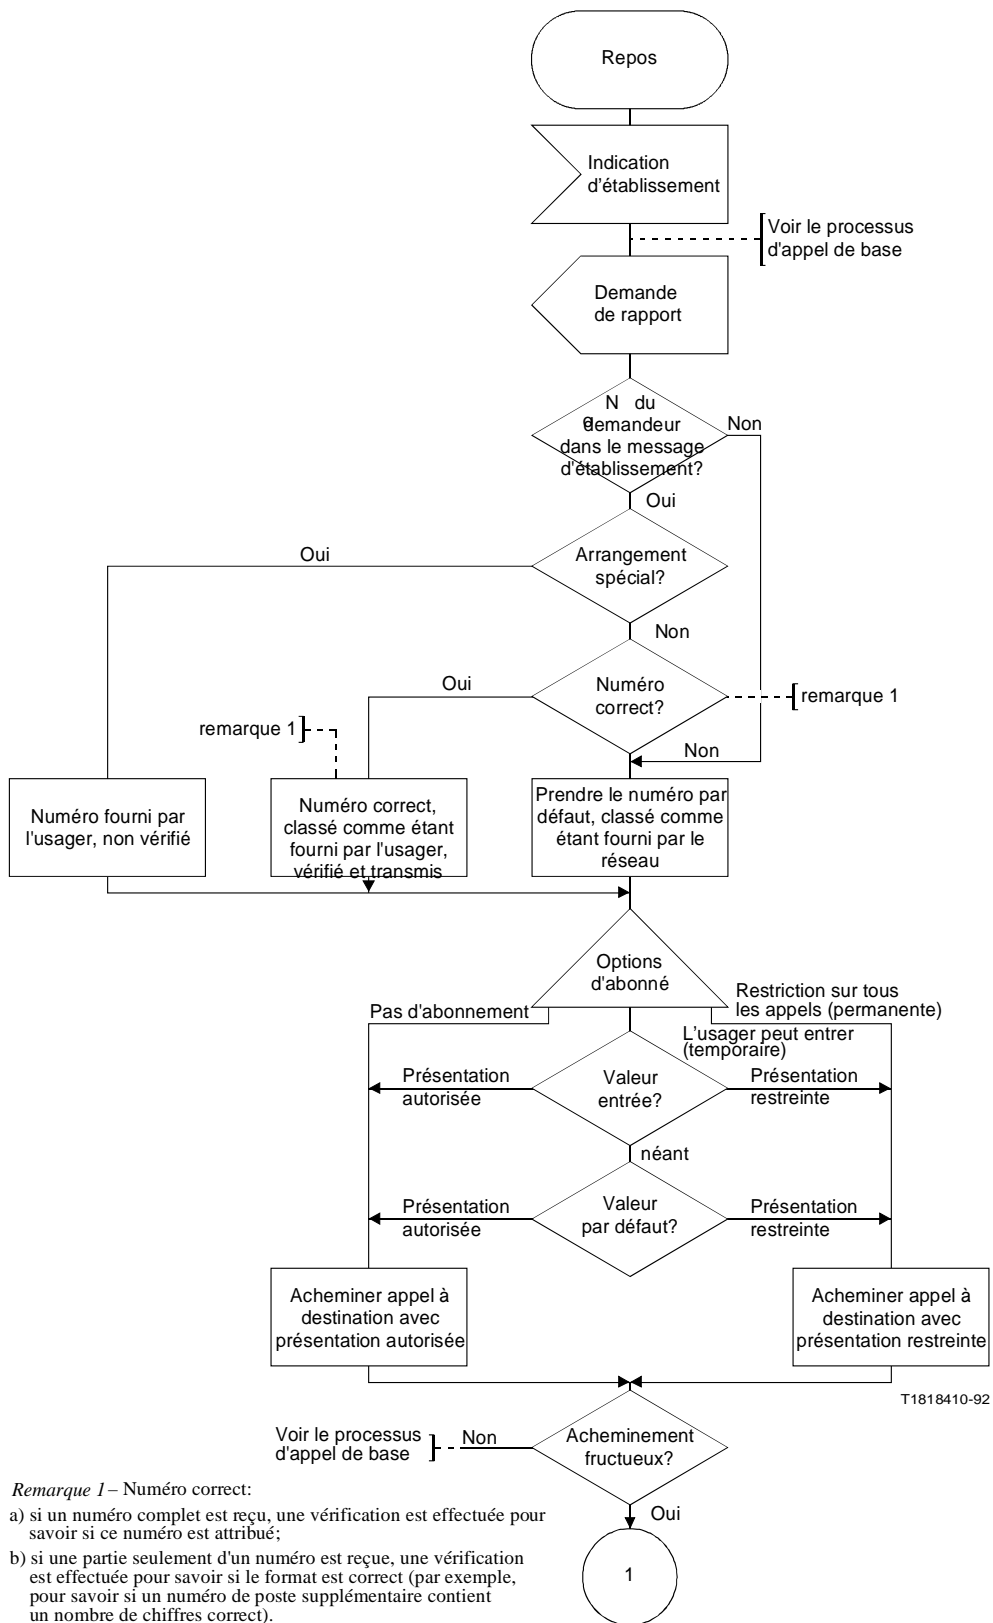 Repos
Indication
d'établissement
Voir le processus
d'appel de base
Demande
de rapport
N o du
demandeur
dans le message
d'établissement?
Non
Oui
Oui
Arrangement
spécial?
Non
Oui
Numéro
correct?
remarque 1
remarque 1
Non
Numéro fourni par
l'usager, non vérifié
Numéro correct,
classé comme étant
fourni par l'usager,
vérifié et transmis
Prendre le numéro par
défaut, classé comme
étant fourni par le
réseau
Options
d'abonné
Pas d'abonnement
Restriction sur tous
les appels (permanente)
L'usager peut entrer
(temporaire)
Présentation
autorisée
Valeur
entrée?
Présentation
restreinte
néant
Présentation
autorisée
Valeur
par défaut?
Présentation
restreinte
Acheminer appel à
destination avec
présentation autorisée
Acheminer appel à
destination avec
présentation restreinte
T1818410-92
Voir le processus
d'appel de base
Non
Acheminement
fructueux?
Oui
1
Remarque 1 – Numéro correct:
a) si un numéro complet est reçu, une vérification est effectuée pour
savoir si ce numéro est attribué;
b) si une partie seulement d'un numéro est reçue, une vérification
est effectuée pour savoir si le format est correct (par exemple,
pour savoir si un numéro de poste supplémentaire contient
un nombre de chiffres correct).